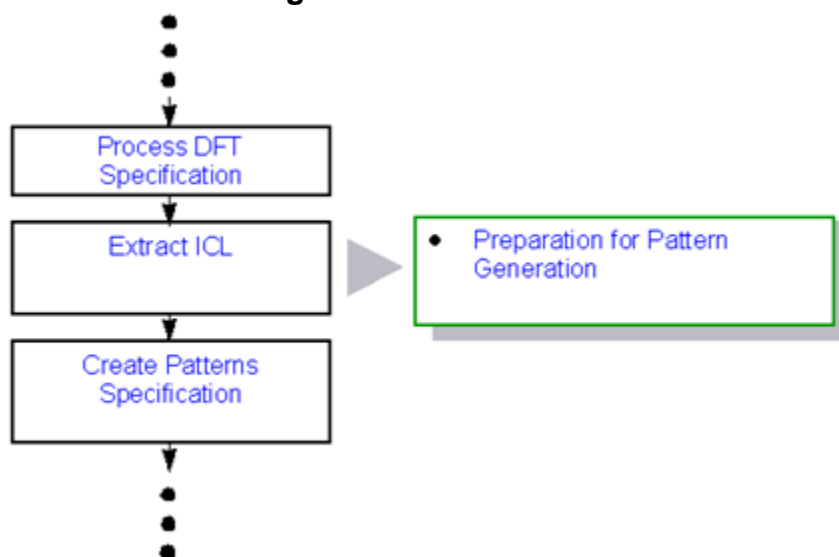 Process DFT
Specification
Extract ICL
• Preparation for Pattern
Generation
Create Patterns
Specification